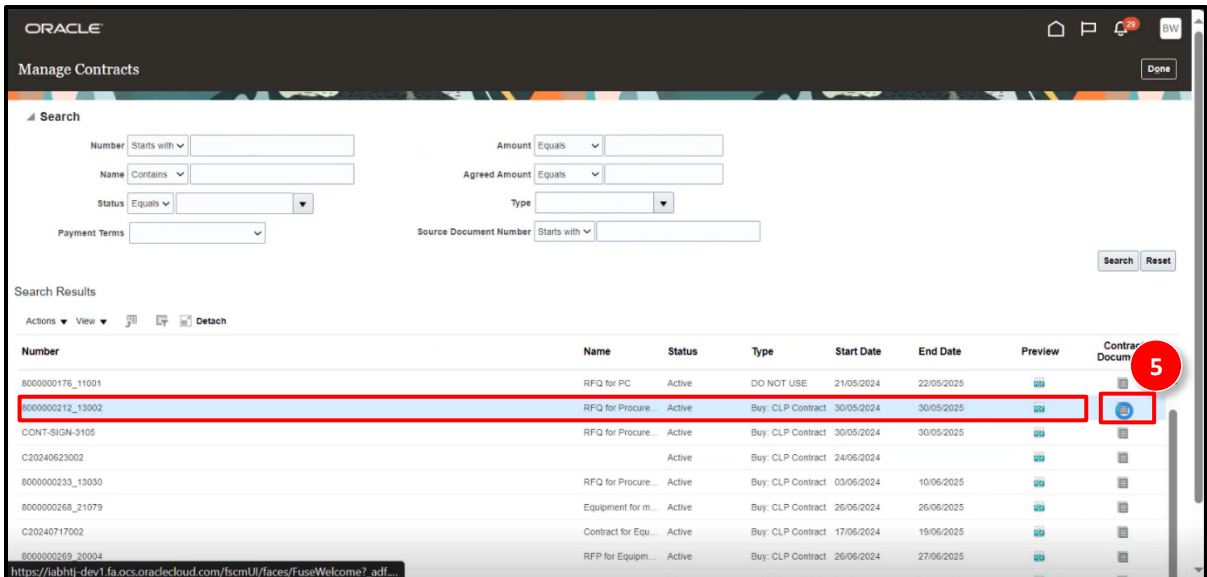 ORACLE
29
BW
Manage Contracts
Done
Search
Number Starts with Amount Equals
Name Contains Agreed Amount Equals
Status Equals Type
Payment Terms Source Document Number Starts with
Search Reset
Search Results
Actions View Detach
Number Name Status Type Start Date End Date Preview
5
8000000176_11001 RFQ for PC Active DO NOT USE 21/05/2024 22/05/2025
8000000212_13002 RFQ for Procure... Active Buy: CLP Contract 30/05/2024 30/05/2025
CONT-SIGN-3105 RFQ for Procure... Active Buy: CLP Contract 30/05/2024 30/05/2025
C20240623002 Active Buy: CLP Contract 24/06/2024
8000000233_13030 RFQ for Procure... Active Buy: CLP Contract 03/06/2024 10/06/2025
8000000268_21079 Equipment for m... Active Buy: CLP Contract 26/06/2024 26/06/2025
C20240717002 Contract for Equ... Active Buy: CLP Contract 17/06/2024 19/06/2025
8000000269_20004 RFP for Equipm... Active Buy: CLP Contract 26/06/2024 27/06/2025
https://iabhtj-dev1.fa.ocs.oraclecloud.com/fscmUI/faces/FuseWelcome?_adf....